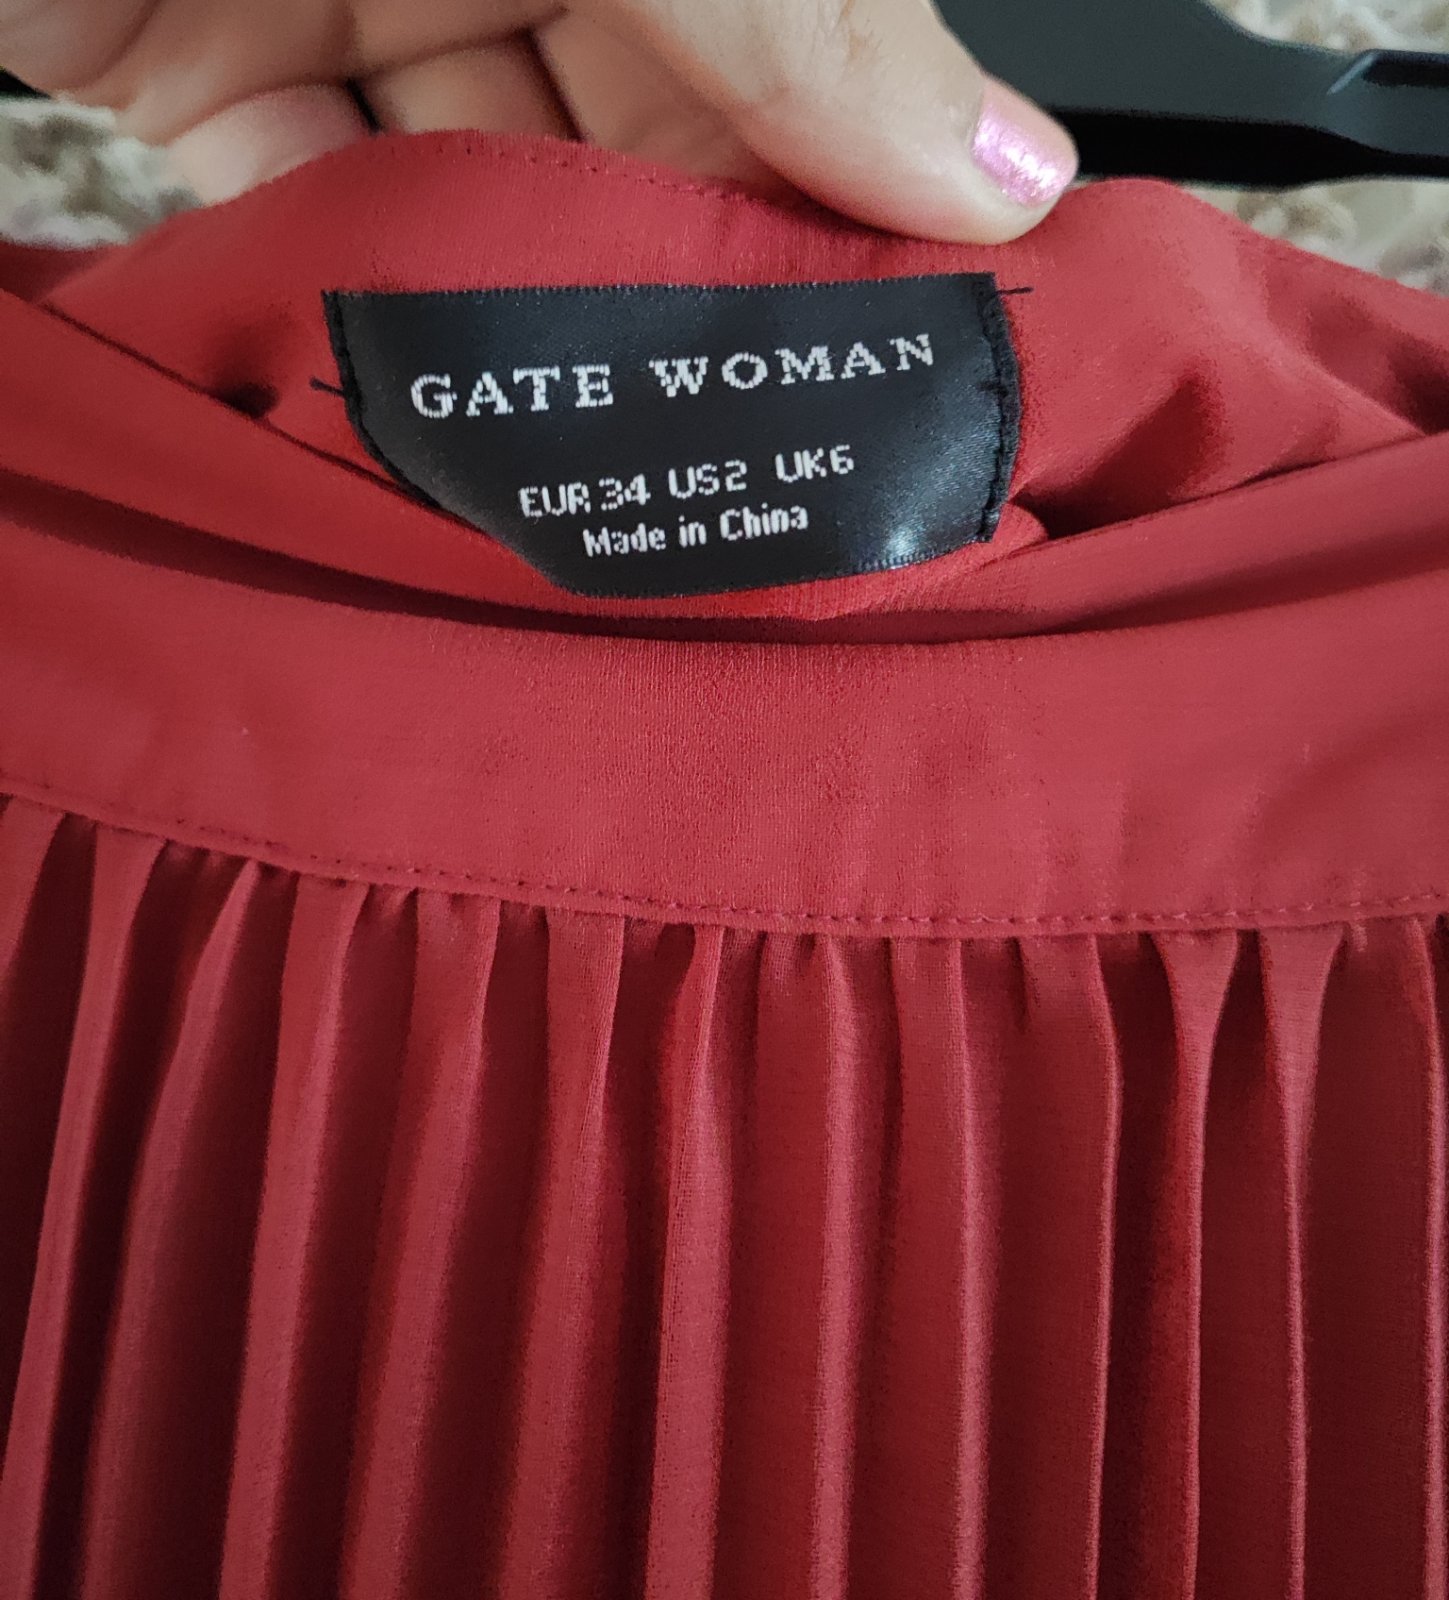 GATE WOMAN
EUR 34 US2 UK6
Made in China